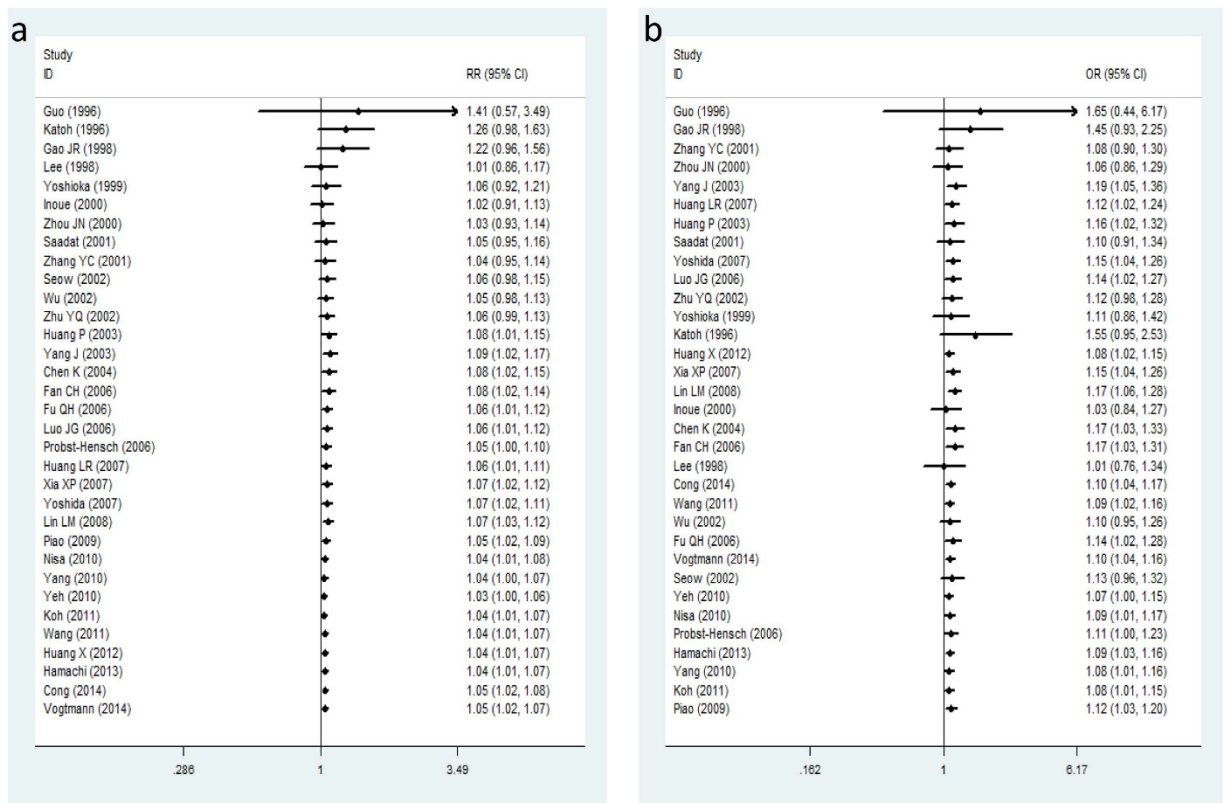 a
Study
ID RR (95% CI)
Guo (1996) 1.41 (0.57, 3.49)
Katoh (1996) 1.26 (0.98, 1.63)
Gao JR (1998) 1.22 (0.96, 1.56)
Lee (1998) 1.01 (0.86, 1.17)
Yoshioka (1999) 1.06 (0.92, 1.21)
Inoue (2000) 1.02 (0.91, 1.13)
Zhou JN (2000) 1.03 (0.93, 1.14)
Saadat (2001) 1.05 (0.95, 1.16)
Zhang YC (2001) 1.04 (0.95, 1.14)
Seow (2002) 1.06 (0.98, 1.15)
Wu (2002) 1.05 (0.98, 1.13)
Zhu YQ (2002) 1.06 (0.99, 1.13)
Huang P (2003) 1.08 (1.01, 1.15)
Yang J (2003) 1.09 (1.02, 1.17)
Chen K (2004) 1.08 (1.02, 1.15)
Fan CH (2006) 1.08 (1.02, 1.14)
Fu QH (2006) 1.06 (1.01, 1.12)
Luo JG (2006) 1.06 (1.01, 1.12)
Probst-Hensch (2006) 1.05 (1.00, 1.10)
Huang LR (2007) 1.06 (1.01, 1.11)
Xia XP (2007) 1.07 (1.02, 1.12)
Yoshida (2007) 1.07 (1.02, 1.11)
Lin LM (2008) 1.07 (1.03, 1.12)
Piao (2009) 1.05 (1.02, 1.09)
Nisa (2010) 1.04 (1.01, 1.08)
Yang (2010) 1.04 (1.00, 1.07)
Yeh (2010) 1.03 (1.00, 1.06)
Koh (2011) 1.04 (1.01, 1.07)
Wang (2011) 1.04 (1.01, 1.07)
Huang X (2012) 1.04 (1.01, 1.07)
Hamachi (2013) 1.04 (1.01, 1.07)
Cong (2014) 1.05 (1.02, 1.08)
Vogtmann (2014) 1.05 (1.02, 1.07)
.286 1 3.49
b
Study
ID OR (95% CI)
Guo (1996) 1.65 (0.44, 6.17)
Gao JR (1998) 1.45 (0.93, 2.25)
Zhang YC (2001) 1.08 (0.90, 1.30)
Zhou JN (2000) 1.06 (0.86, 1.29)
Yang J (2003) 1.19 (1.05, 1.36)
Huang LR (2007) 1.12 (1.02, 1.24)
Huang P (2003) 1.16 (1.02, 1.32)
Saadat (2001) 1.10 (0.91, 1.34)
Yoshida (2007) 1.15 (1.04, 1.26)
Luo JG (2006) 1.14 (1.02, 1.27)
Zhu YQ (2002) 1.12 (0.98, 1.28)
Yoshioka (1999) 1.11 (0.86, 1.42)
Katoh (1996) 1.55 (0.95, 2.53)
Huang X (2012) 1.08 (1.02, 1.15)
Xia XP (2007) 1.15 (1.04, 1.26)
Lin LM (2008) 1.17 (1.06, 1.28)
Inoue (2000) 1.03 (0.84, 1.27)
Chen K (2004) 1.17 (1.03, 1.33)
Fan CH (2006) 1.17 (1.03, 1.31)
Lee (1998) 1.01 (0.76, 1.34)
Cong (2014) 1.10 (1.04, 1.17)
Wang (2011) 1.09 (1.02, 1.16)
Wu (2002) 1.10 (0.95, 1.26)
Fu QH (2006) 1.14 (1.02, 1.28)
Vogtmann (2014) 1.10 (1.04, 1.16)
Seow (2002) 1.13 (0.96, 1.32)
Yeh (2010) 1.07 (1.00, 1.15)
Nisa (2010) 1.09 (1.01, 1.17)
Probst-Hensch (2006) 1.11 (1.00, 1.23)
Hamachi (2013) 1.09 (1.03, 1.16)
Yang (2010) 1.08 (1.01, 1.16)
Koh (2011) 1.08 (1.01, 1.15)
Piao (2009) 1.12 (1.03, 1.20)
.162 1 6.17